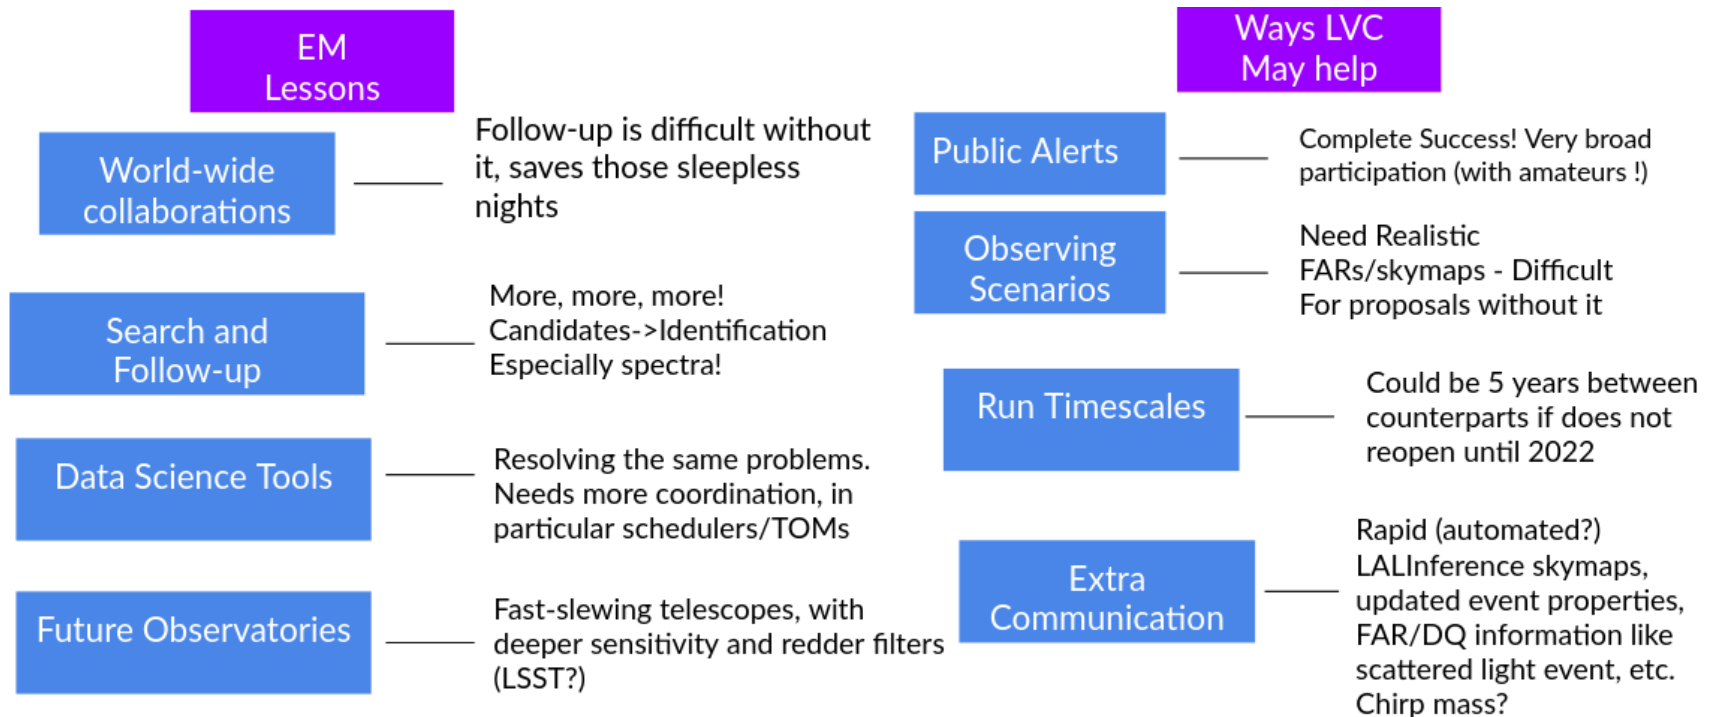 EM
Lessons
World-wide
collaborations
Follow-up is difficult without
it, saves those sleepless
nights
Search and
Follow-up
More, more, more!
Candidates->Identification
Especially spectra!
Data Science Tools
Resolving the same problems.
Needs more coordination, in
particular schedulers/TOMs
Future Observatories
Fast-slewing telescopes, with
deeper sensitivity and redder filters
(LSST?)
Ways LVC
May help
Public Alerts
Complete Success! Very broad
participation (with amateurs !)
Observing
Scenarios
Need Realistic
FARs/skymaps - Difficult
For proposals without it
Run Timescales
Could be 5 years between
counterparts if does not
reopen until 2022
Extra
Communication
Rapid (automated?)
LALInference skymaps,
updated event properties,
FAR/DQ information like
scattered light event, etc.
Chirp mass?